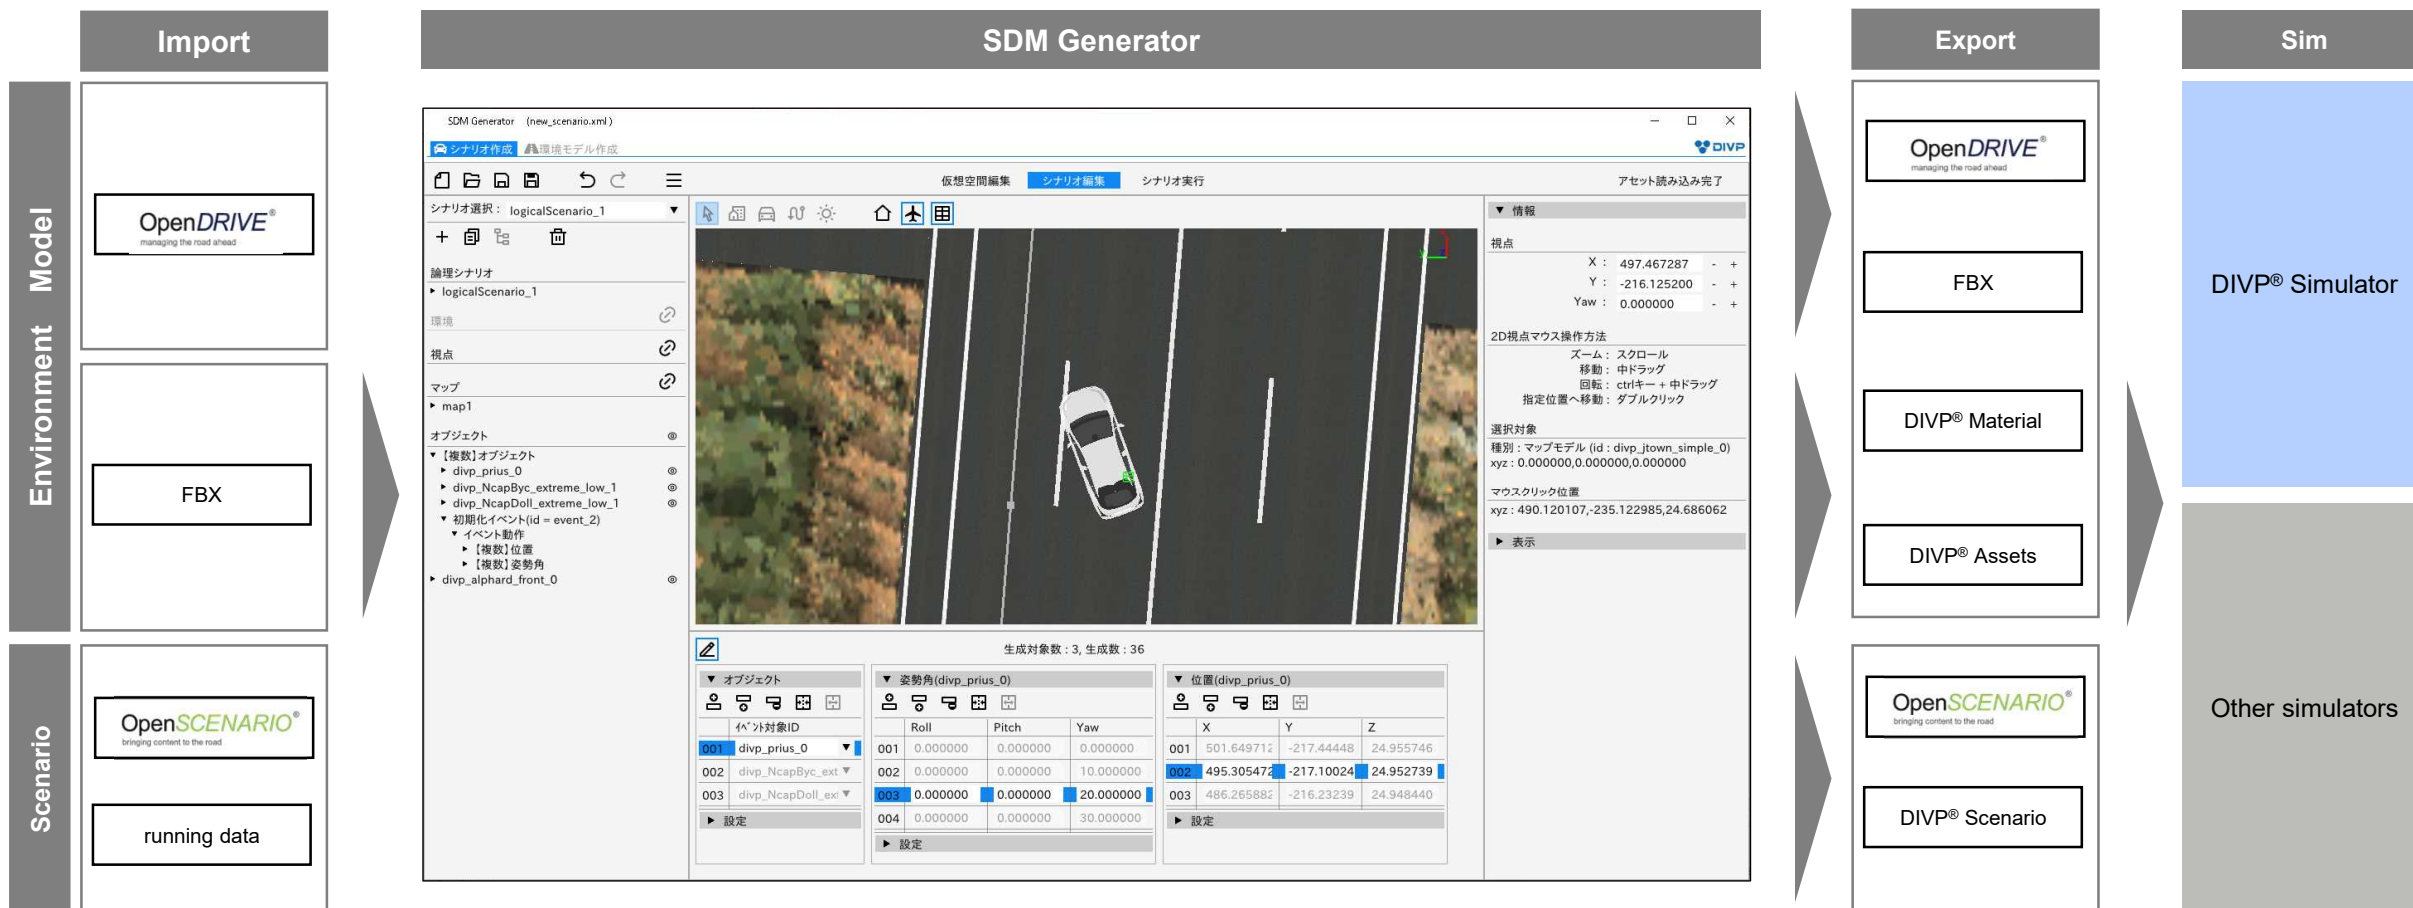 Import
SDM Generator
Export
Sim
Environment Model
Scenario
OpenDRIVE®
managing the road ahead
FBX
OpenSCENARIO®
bringing content to the road
running data
SDM Generator (new_scenario.xml)
シナリオ作成 環境モデル作成
DIVP
仮想空間編集 シナリオ編集 シナリオ実行
アセット読み込み完了
シナリオ選択: logicalScenario_1
論理シナリオ
logicalScenario_1
環境
視点
マップ
map1
オブジェクト
【複数】オブジェクト
divp_prius_0
divp_NcapByc_extreme_low_1
divp_NcapDoll_extreme_low_1
初期化イベント(id = event_2)
イベント動作
【複数】位置
【複数】姿勢角
divp_alphard_front_0
情報
視点
X : 497.467287 - +
Y : -216.125200 - +
Yaw : 0.000000 - +
2D視点マウス操作方法
ズーム : スクロール
移動 : 中ドラッグ
回転 : ctrlキー + 中ドラッグ
指定位置へ移動 : ダブルクリック
選択対象
種別 : マップモデル (id : divp_jtown_simple_0)
xyz : 0.000000,0.000000,0.000000
マウスクリック位置
xyz : 490.120107,-235.122985,24.686062
表示
生成対象数 : 3, 生成数 : 36
オブジェクト
イベント対象ID
001 divp_prius_0
002 divp_NcapByc_ext
003 divp_NcapDoll_ex
設定
姿勢角(divp_prius_0)
Roll Pitch Yaw
001 0.000000 0.000000 0.000000
002 0.000000 0.000000 10.000000
003 0.000000 0.000000 20.000000
004 0.000000 0.000000 30.000000
設定
位置(divp_prius_0)
X Y Z
001 501.649712 -217.44448 24.955746
002 495.305472 -217.10024 24.952739
003 486.265882 -216.23239 24.948440
設定
OpenDRIVE®
managing the road ahead
FBX
DIVP® Material
DIVP® Assets
OpenSCENARIO®
bringing content to the road
DIVP® Scenario
DIVP® Simulator
Other simulators